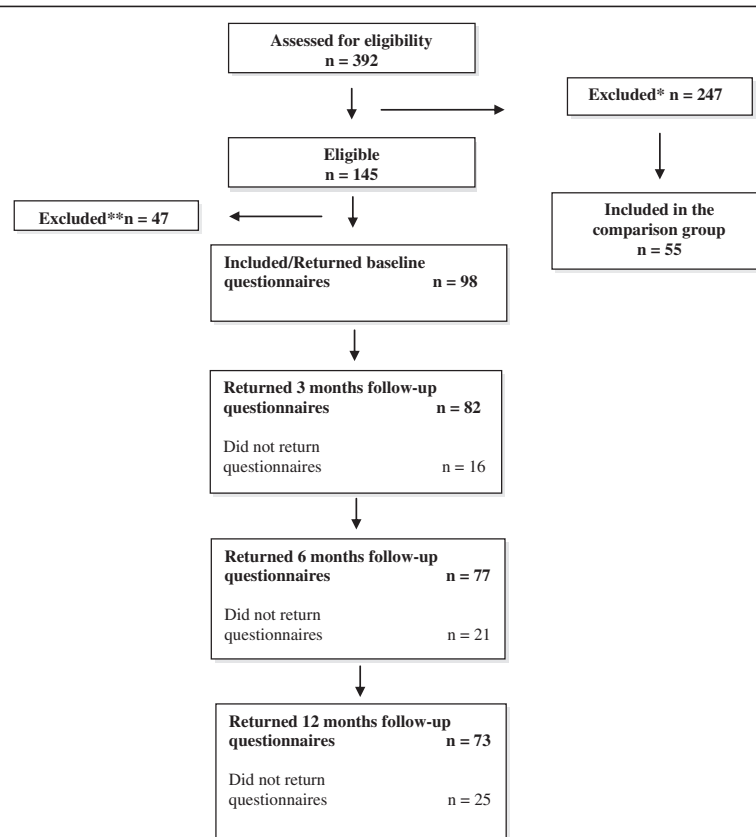 Assessed for eligibility
n = 392
Excluded* n = 247
Eligible
n = 145
Excluded**n = 47
Included in the
comparison group
n = 55
Included/Returned baseline
questionnaires n = 98
Returned 3 months follow-up
questionnaires n = 82
Did not return
questionnaires n = 16
Returned 6 months follow-up
questionnaires n = 77
Did not return
questionnaires n = 21
Returned 12 months follow-up
questionnaires n = 73
Did not return
questionnaires n = 25